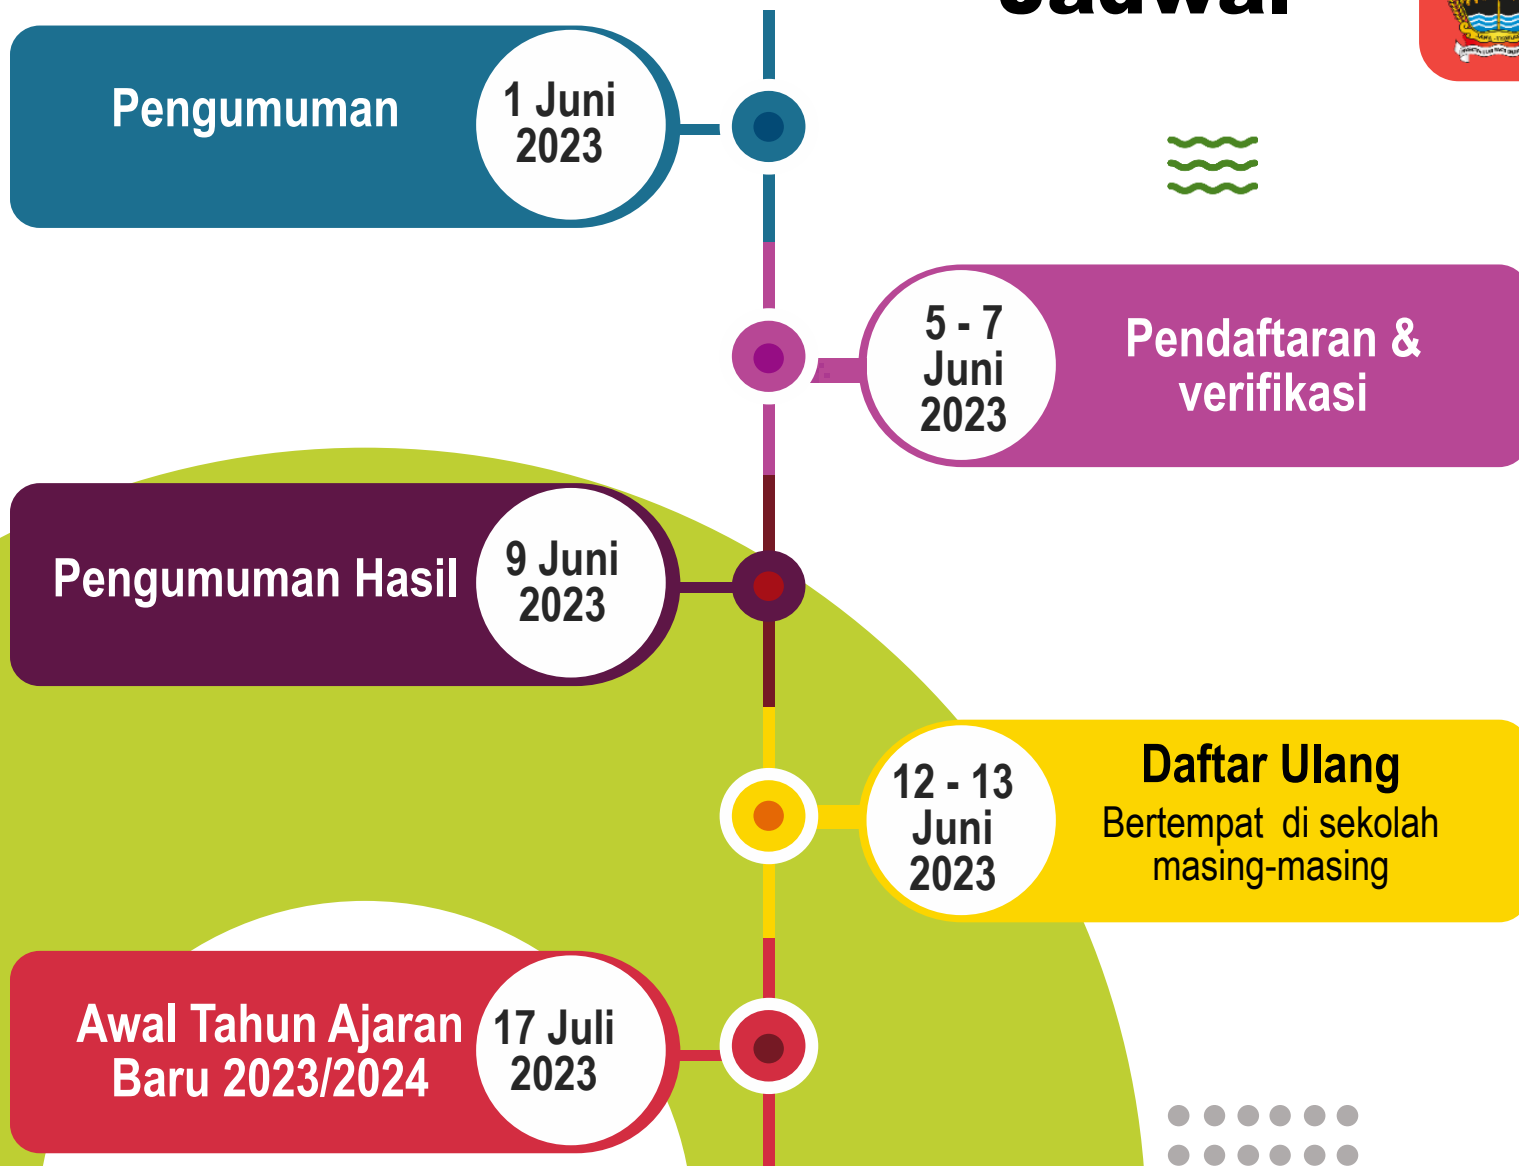 Jadwal
Pengumuman
1 Juni
2023
5 - 7
Juni
2023
Pendaftaran &
verifikasi
Pengumuman Hasil
9 Juni
2023
12 - 13
Juni
2023
Daftar Ulang
Bertempat di sekolah
masing-masing
Awal Tahun Ajaran
Baru 2023/2024
17 Juli
2023